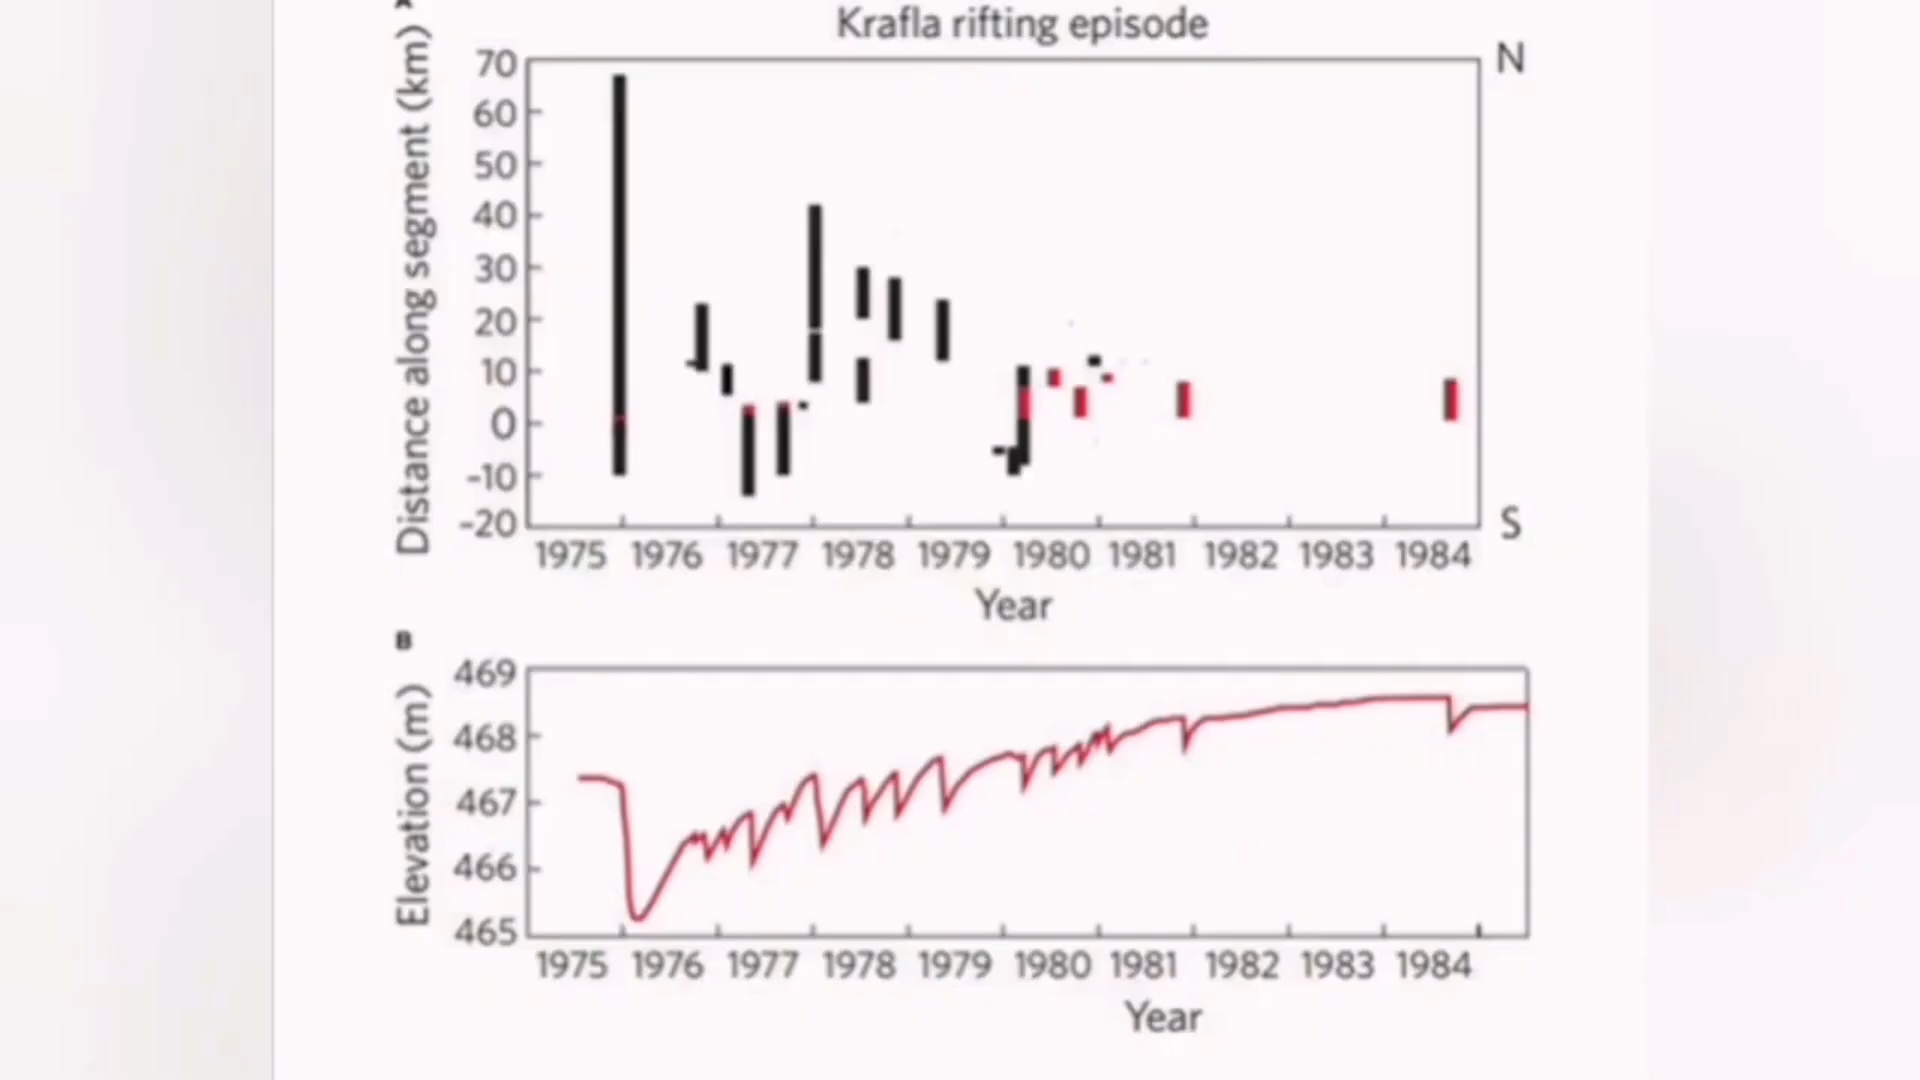 A
Krafla rifting episode
N
Distance along segment (km)
70
60
50
40
30
20
10
0
-10
-20
S
1975 1976 1977 1978 1979 1980 1981 1982 1983 1984
Year
B
Elevation (m)
469
468
467
466
465
1975 1976 1977 1978 1979 1980 1981 1982 1983 1984
Year